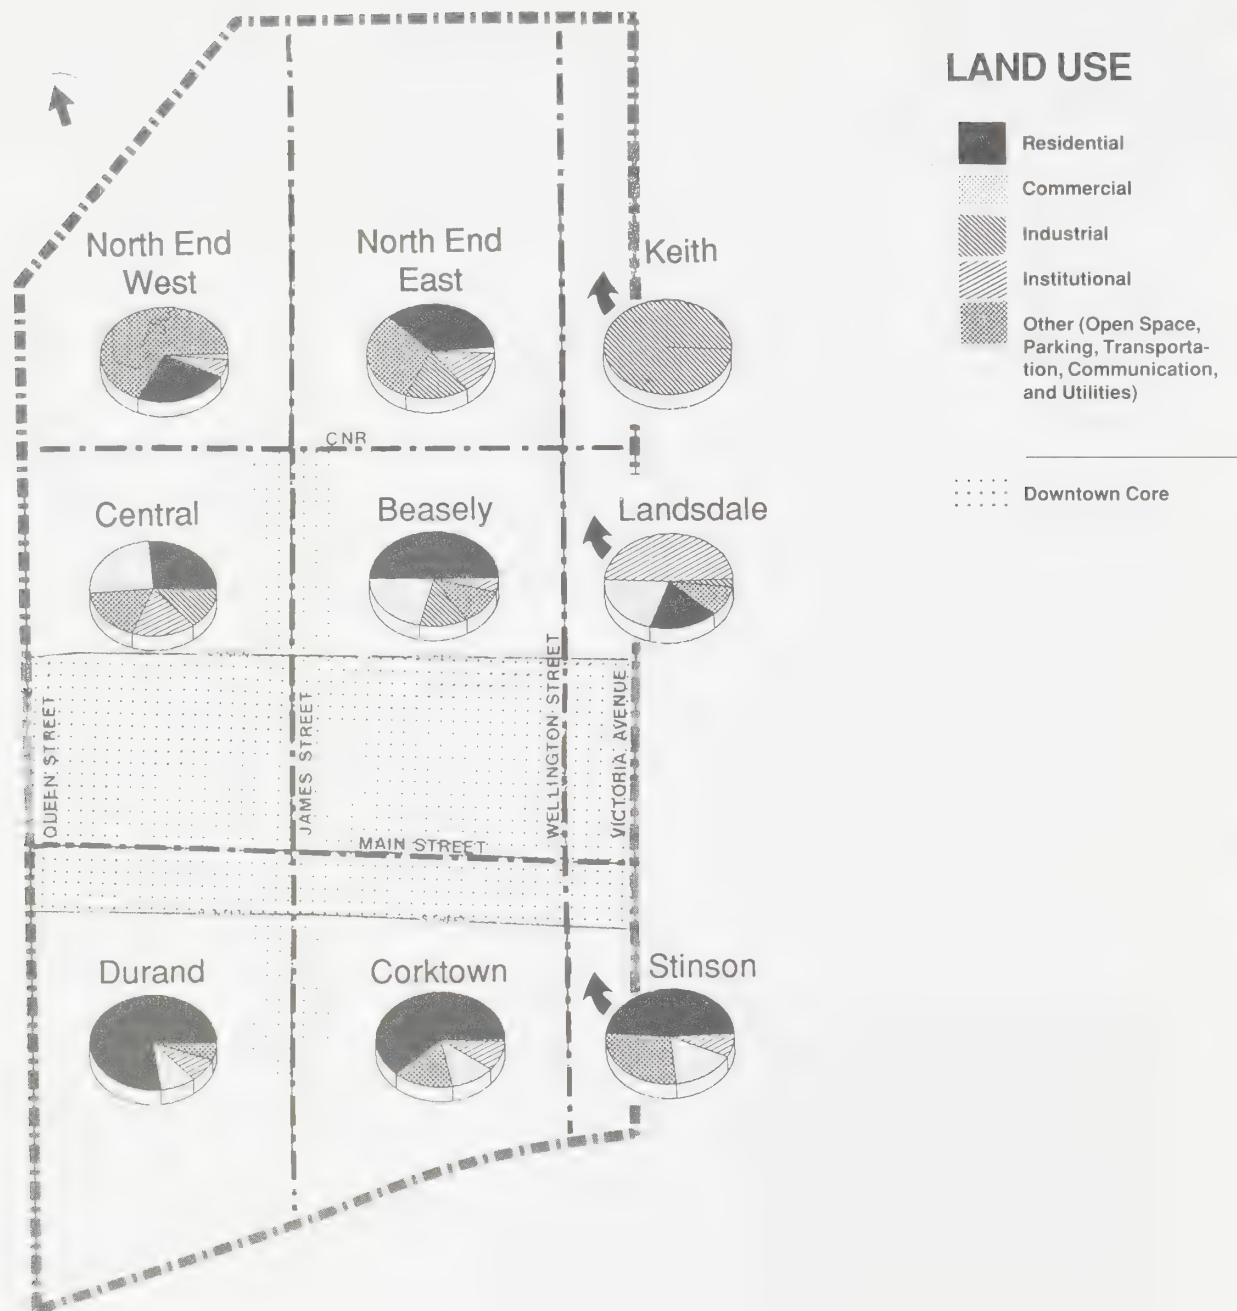 LAND USE
Residential
Commercial
Industrial
Institutional
Other (Open Space,
Parking, Transporta-
tion, Communication,
and Utilities)
Downtown Core
North End
West
North End
East
Keith
CNR
Central
Beasely
Landsdale
QUEEN STREET
JAMES STREET
WELLINGTON STREET
VICTORIA AVENUE
MAIN STREET
STREET
Durand
Corktown
Stinson